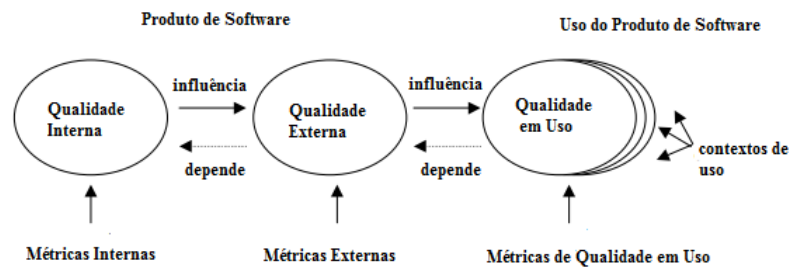 Produto de Software
Uso do Produto de Software
Qualidade
Interna
influência
depende
Qualidade
Externa
influência
depende
Qualidade
em Uso
contextos de
uso
Métricas Internas
Métricas Externas
Métricas de Qualidade em Uso